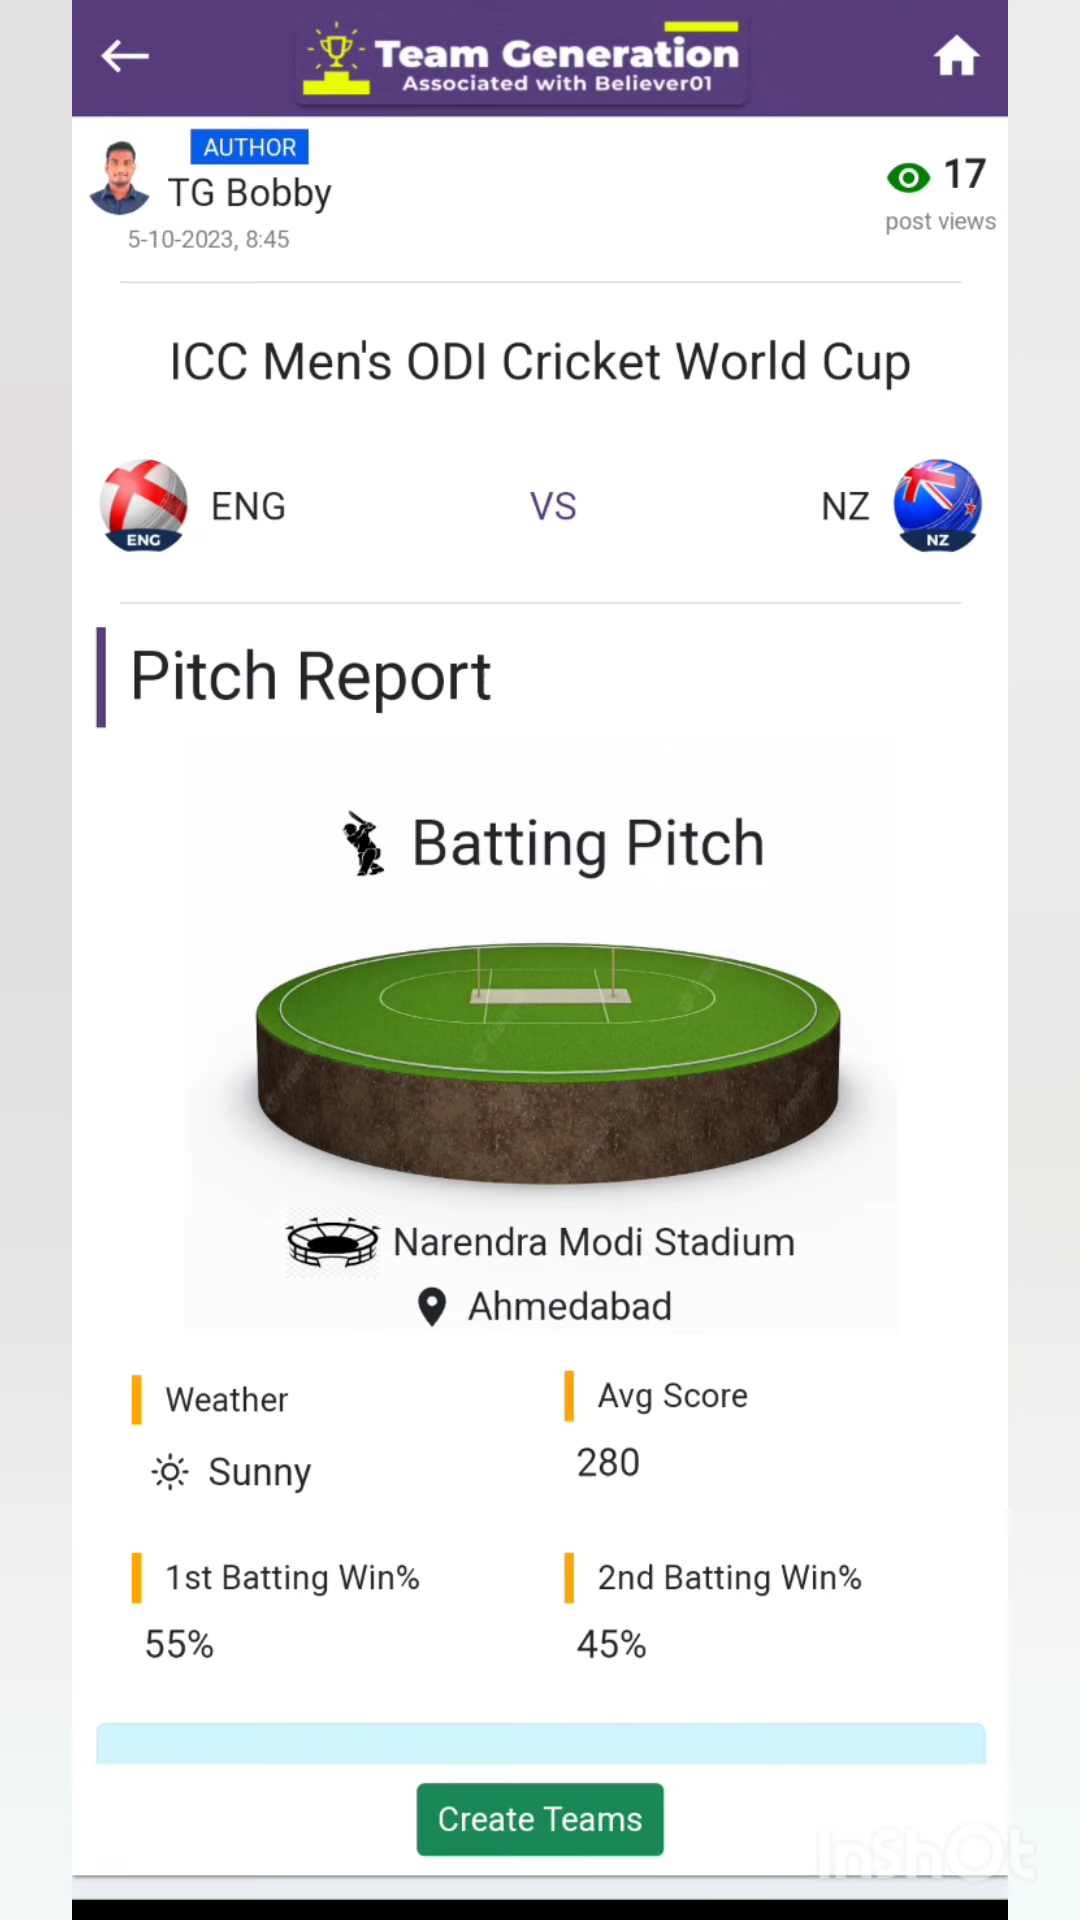 Team Generation
Associated with Believer01
AUTHOR
TG Bobby
5-10-2023, 8:45
17
post views
ICC Men's ODI Cricket World Cup
ENG
ENG
VS
NZ
NZ
Pitch Report
Batting Pitch
Narendra Modi Stadium
Ahmedabad
Weather
Sunny
Avg Score
280
1st Batting Win%
55%
2nd Batting Win%
45%
Create Teams
InShOt